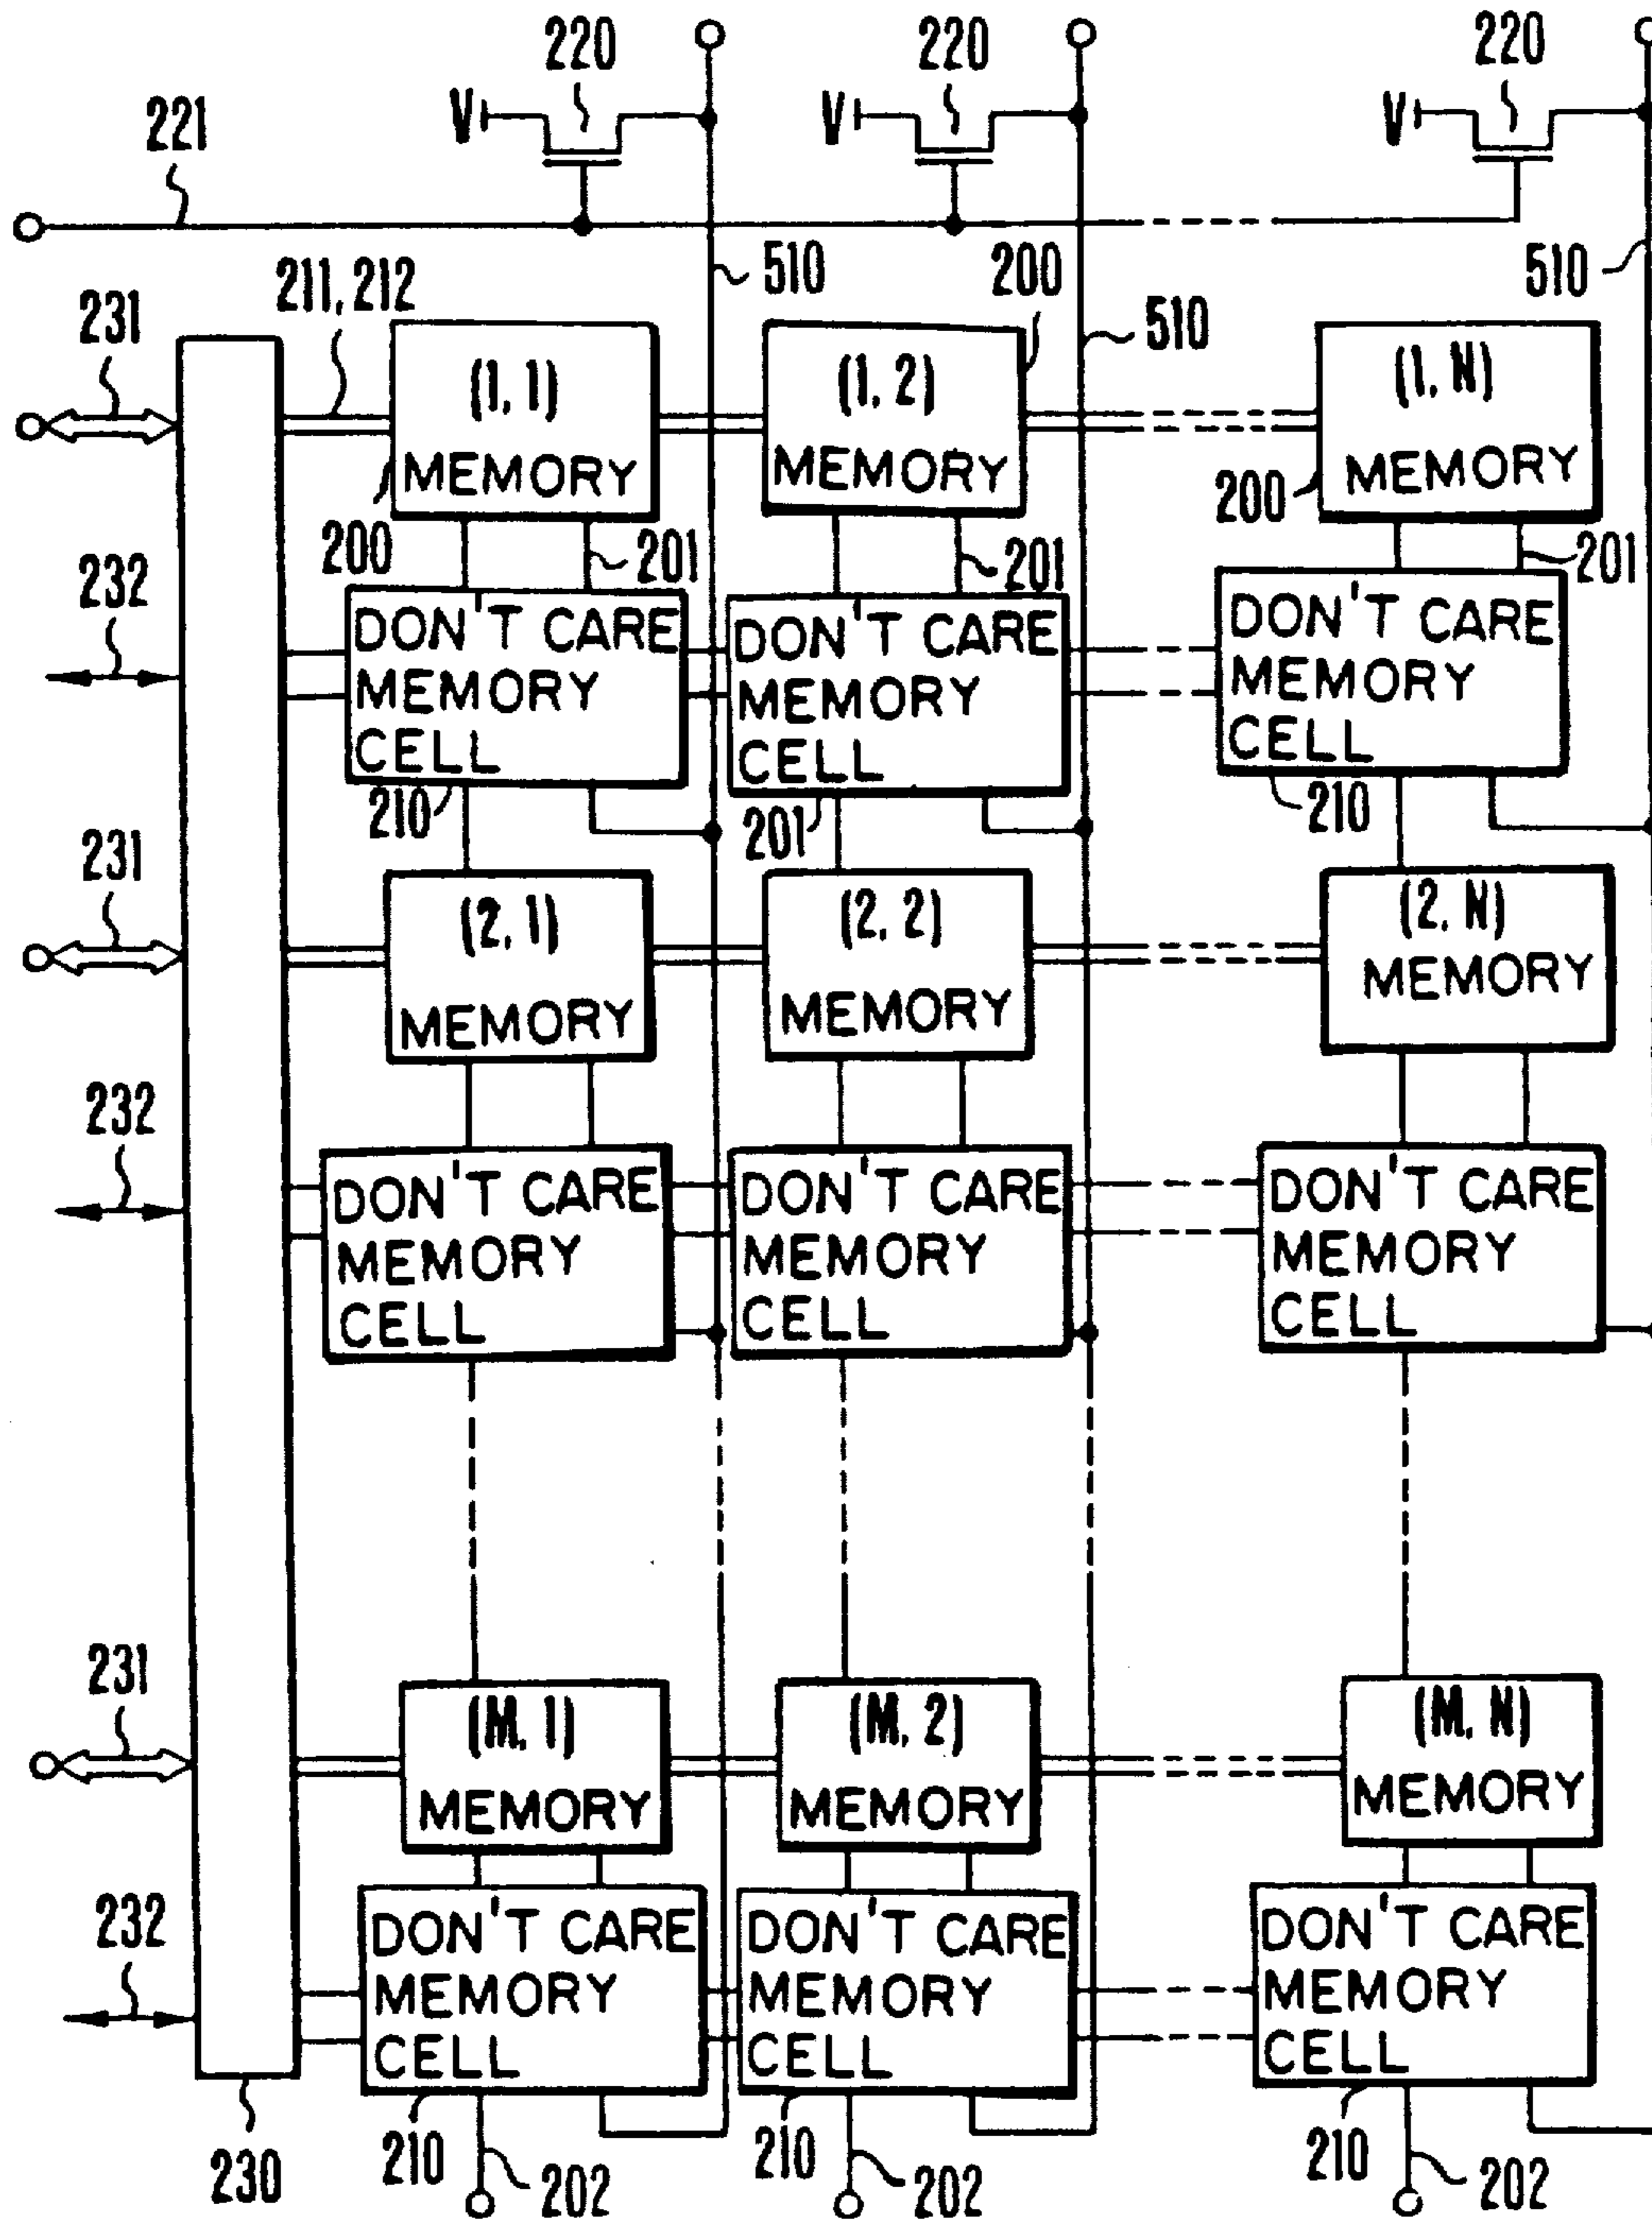 220 220 220
V V V
221
510 200 510
211, 212
231 510
(1, 1) (1, 2) (1, N)
MEMORY MEMORY MEMORY
200
200 201 201 201
232
DON'T CARE DON'T CARE DON'T CARE
MEMORY MEMORY MEMORY
CELL CELL CELL
210 201 210
231
(2, 1) (2, 2) (2, N)
MEMORY MEMORY MEMORY
232
DON'T CARE DON'T CARE DON'T CARE
MEMORY MEMORY MEMORY
CELL CELL CELL
231
(M, 1) (M, 2) (M, N)
MEMORY MEMORY MEMORY
232
DON'T CARE DON'T CARE DON'T CARE
MEMORY MEMORY MEMORY
CELL CELL CELL
230 210 202 210 202 210 202